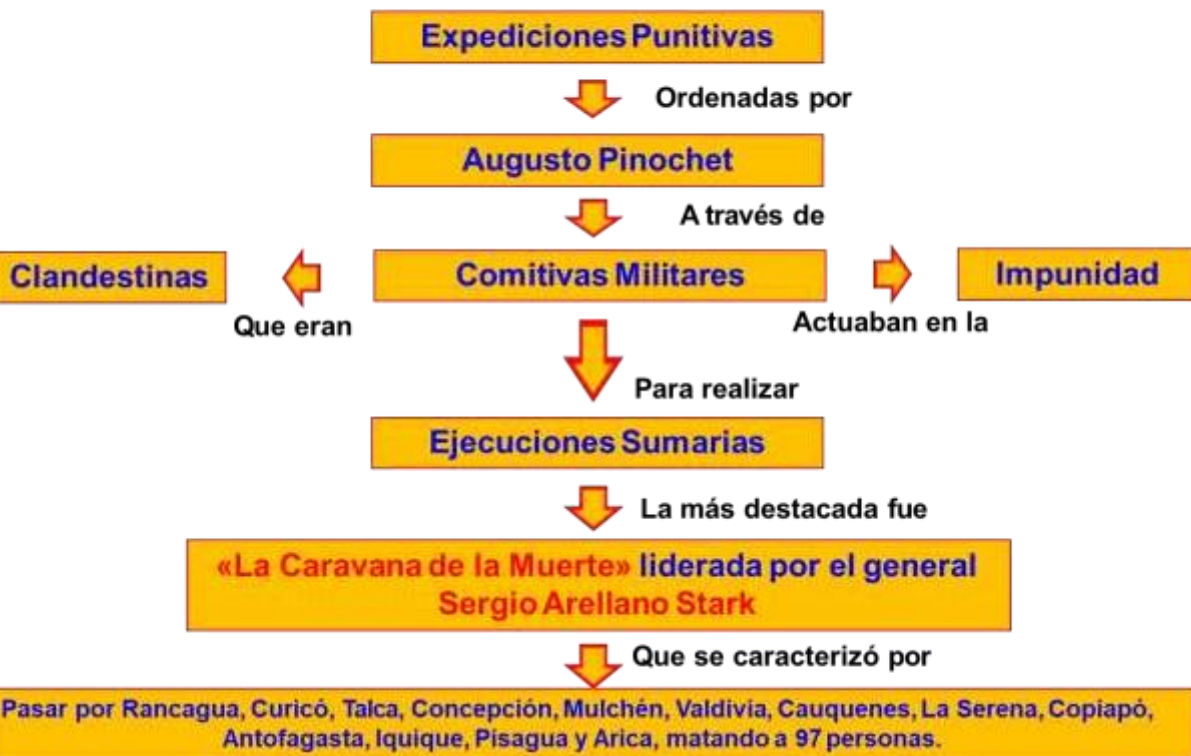 Expediciones Punitivas
Ordenadas por
Augusto Pinochet
A través de
Clandestinas
Comitivas Militares
Impunidad
Que eran
Actuaban en la
Para realizar
Ejecuciones Sumarias
La más destacada fue
«La Caravana de la Muerte» liderada por el general
Sergio Arellano Stark
Que se caracterizó por
Pasar por Rancagua, Curicó, Talca, Concepción, Mulchén, Valdivia, Cauquenes, La Serena, Copiapó,
Antofagasta, Iquique, Pisagua y Arica, matando a 97 personas.